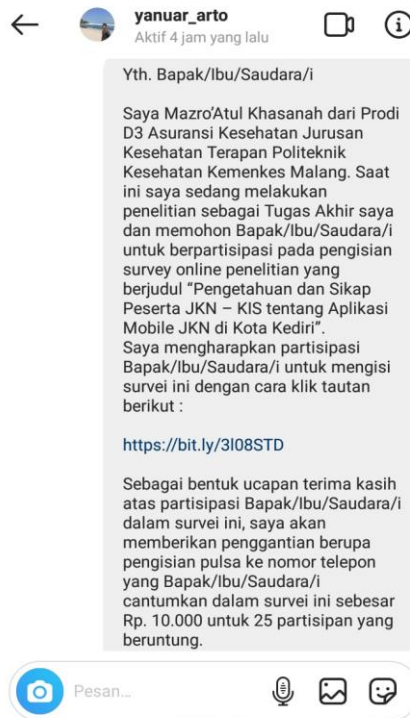 yanuar_arto
Aktif 4 jam yang lalu
Yth. Bapak/Ibu/Saudara/i
Saya Mazro'Atul Khasanah dari Prodi
D3 Asuransi Kesehatan Jurusan
Kesehatan Terapan Politeknik
Kesehatan Kemenkes Malang. Saat
ini saya sedang melakukan
penelitian sebagai Tugas Akhir saya
dan memohon Bapak/Ibu/Saudara/i
untuk berpartisipasi pada pengisian
survey online penelitian yang
berjudul “Pengetahuan dan Sikap
Peserta JKN – KIS tentang Aplikasi
Mobile JKN di Kota Kediri”.
Saya mengharapkan partisipasi
Bapak/Ibu/Saudara/i untuk mengisi
survei ini dengan cara klik tautan
berikut :
https://bit.ly/3l08STD
Sebagai bentuk ucapan terima kasih
atas partisipasi Bapak/Ibu/Saudara/i
dalam survei ini, saya akan
memberikan penggantian berupa
pengisian pulsa ke nomor telepon
yang Bapak/Ibu/Saudara/i
cantumkan dalam survei ini sebesar
Rp. 10.000 untuk 25 partisipan yang
beruntung.
Pesan...